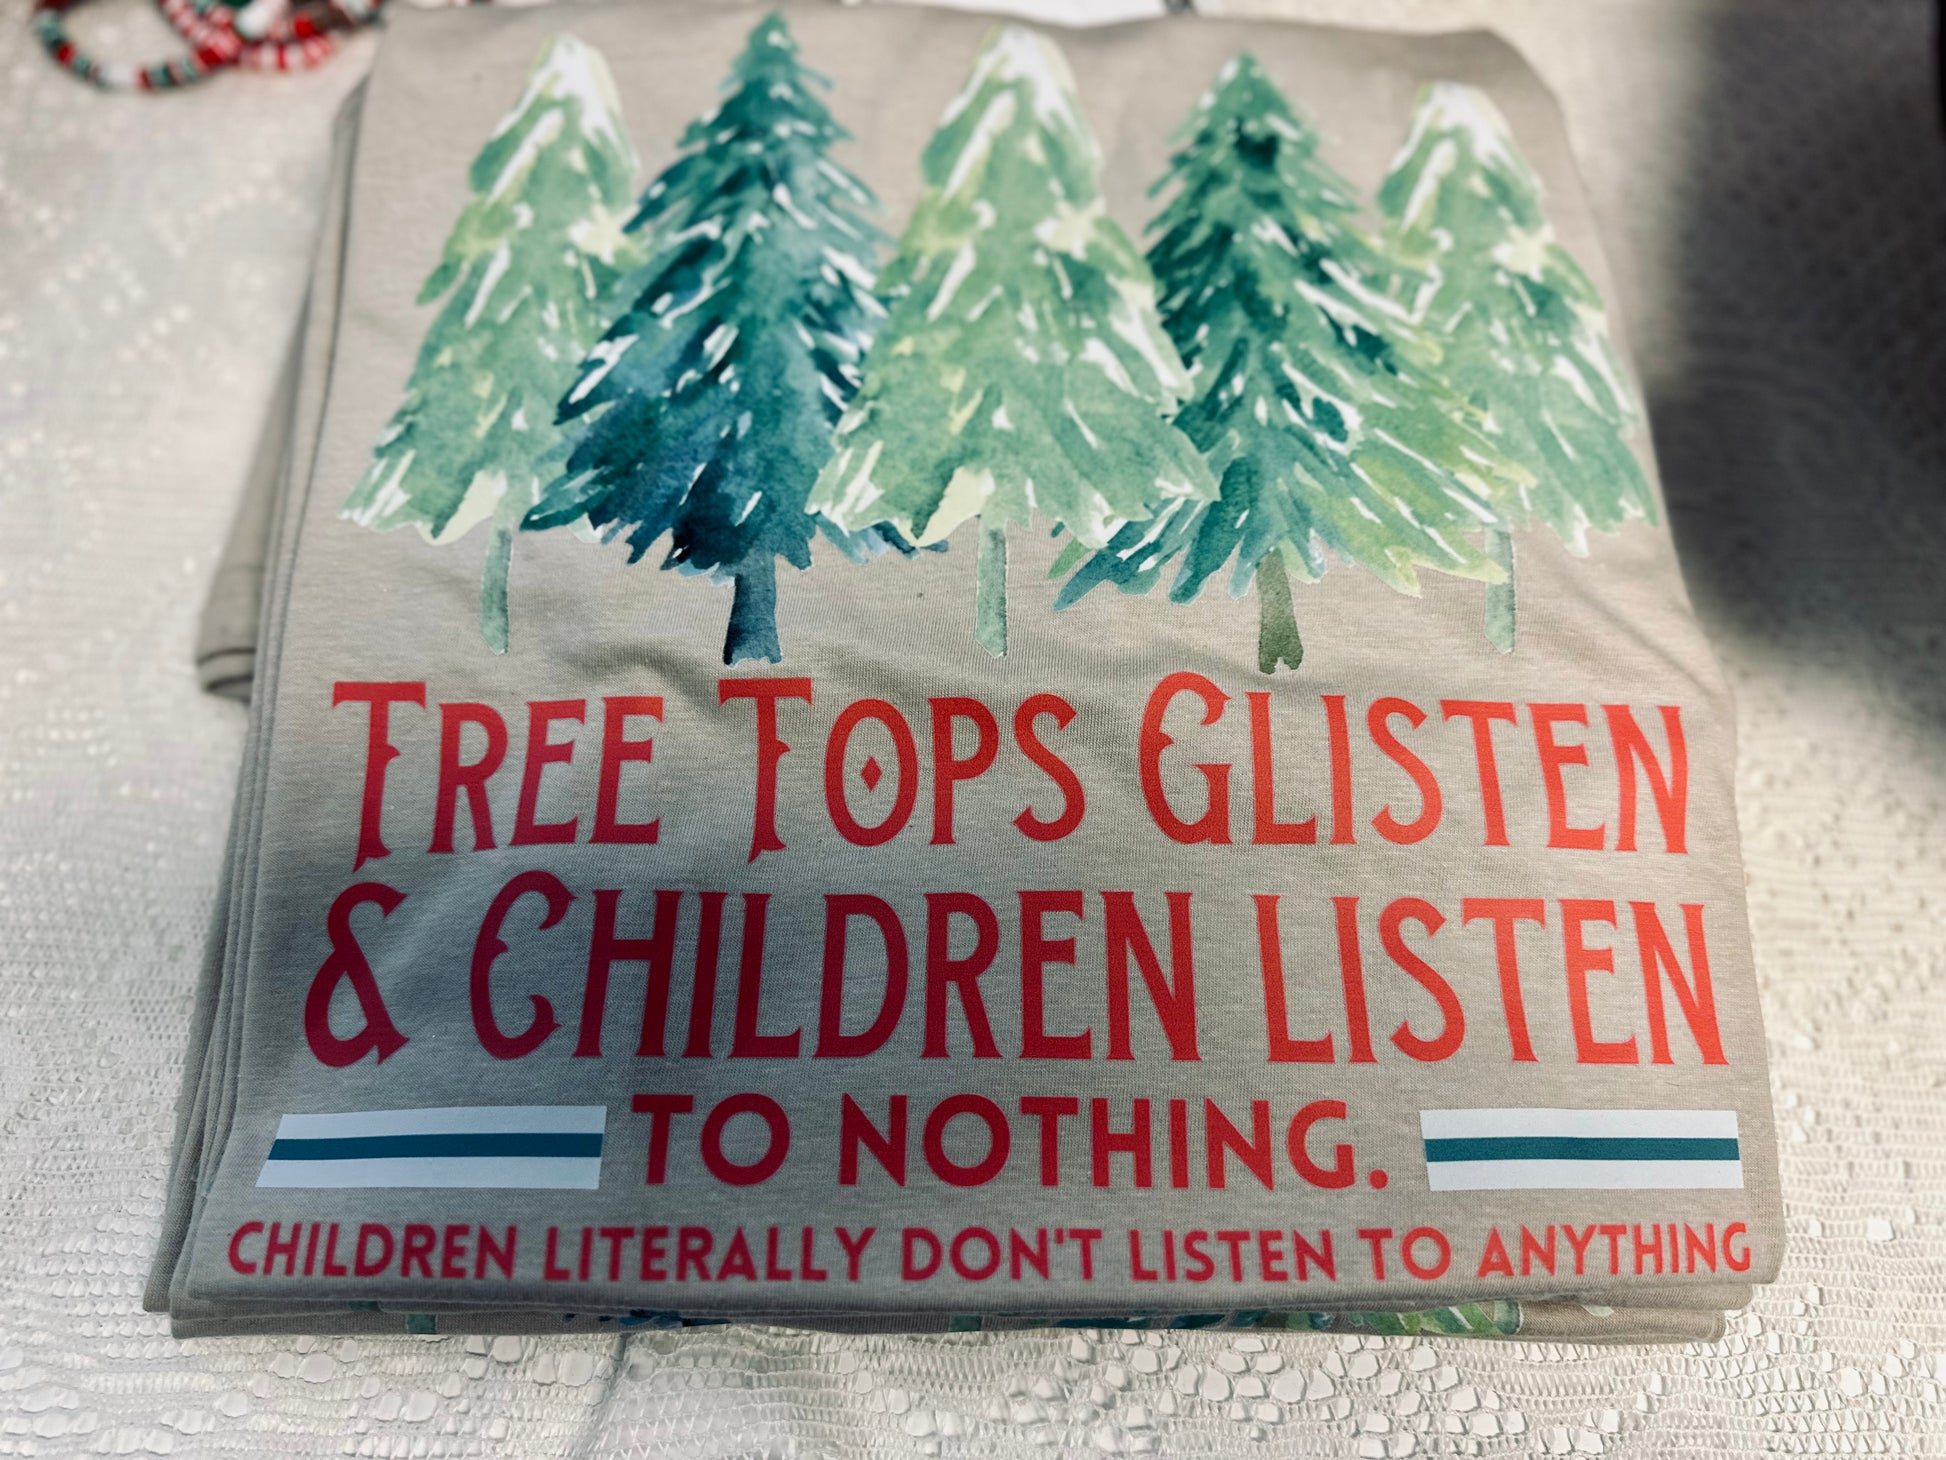 TREE TOPS GLISTEN
& CHILDREN LISTEN
TO NOTHING.
CHILDREN LITERALLY DON'T LISTEN TO ANYTHING